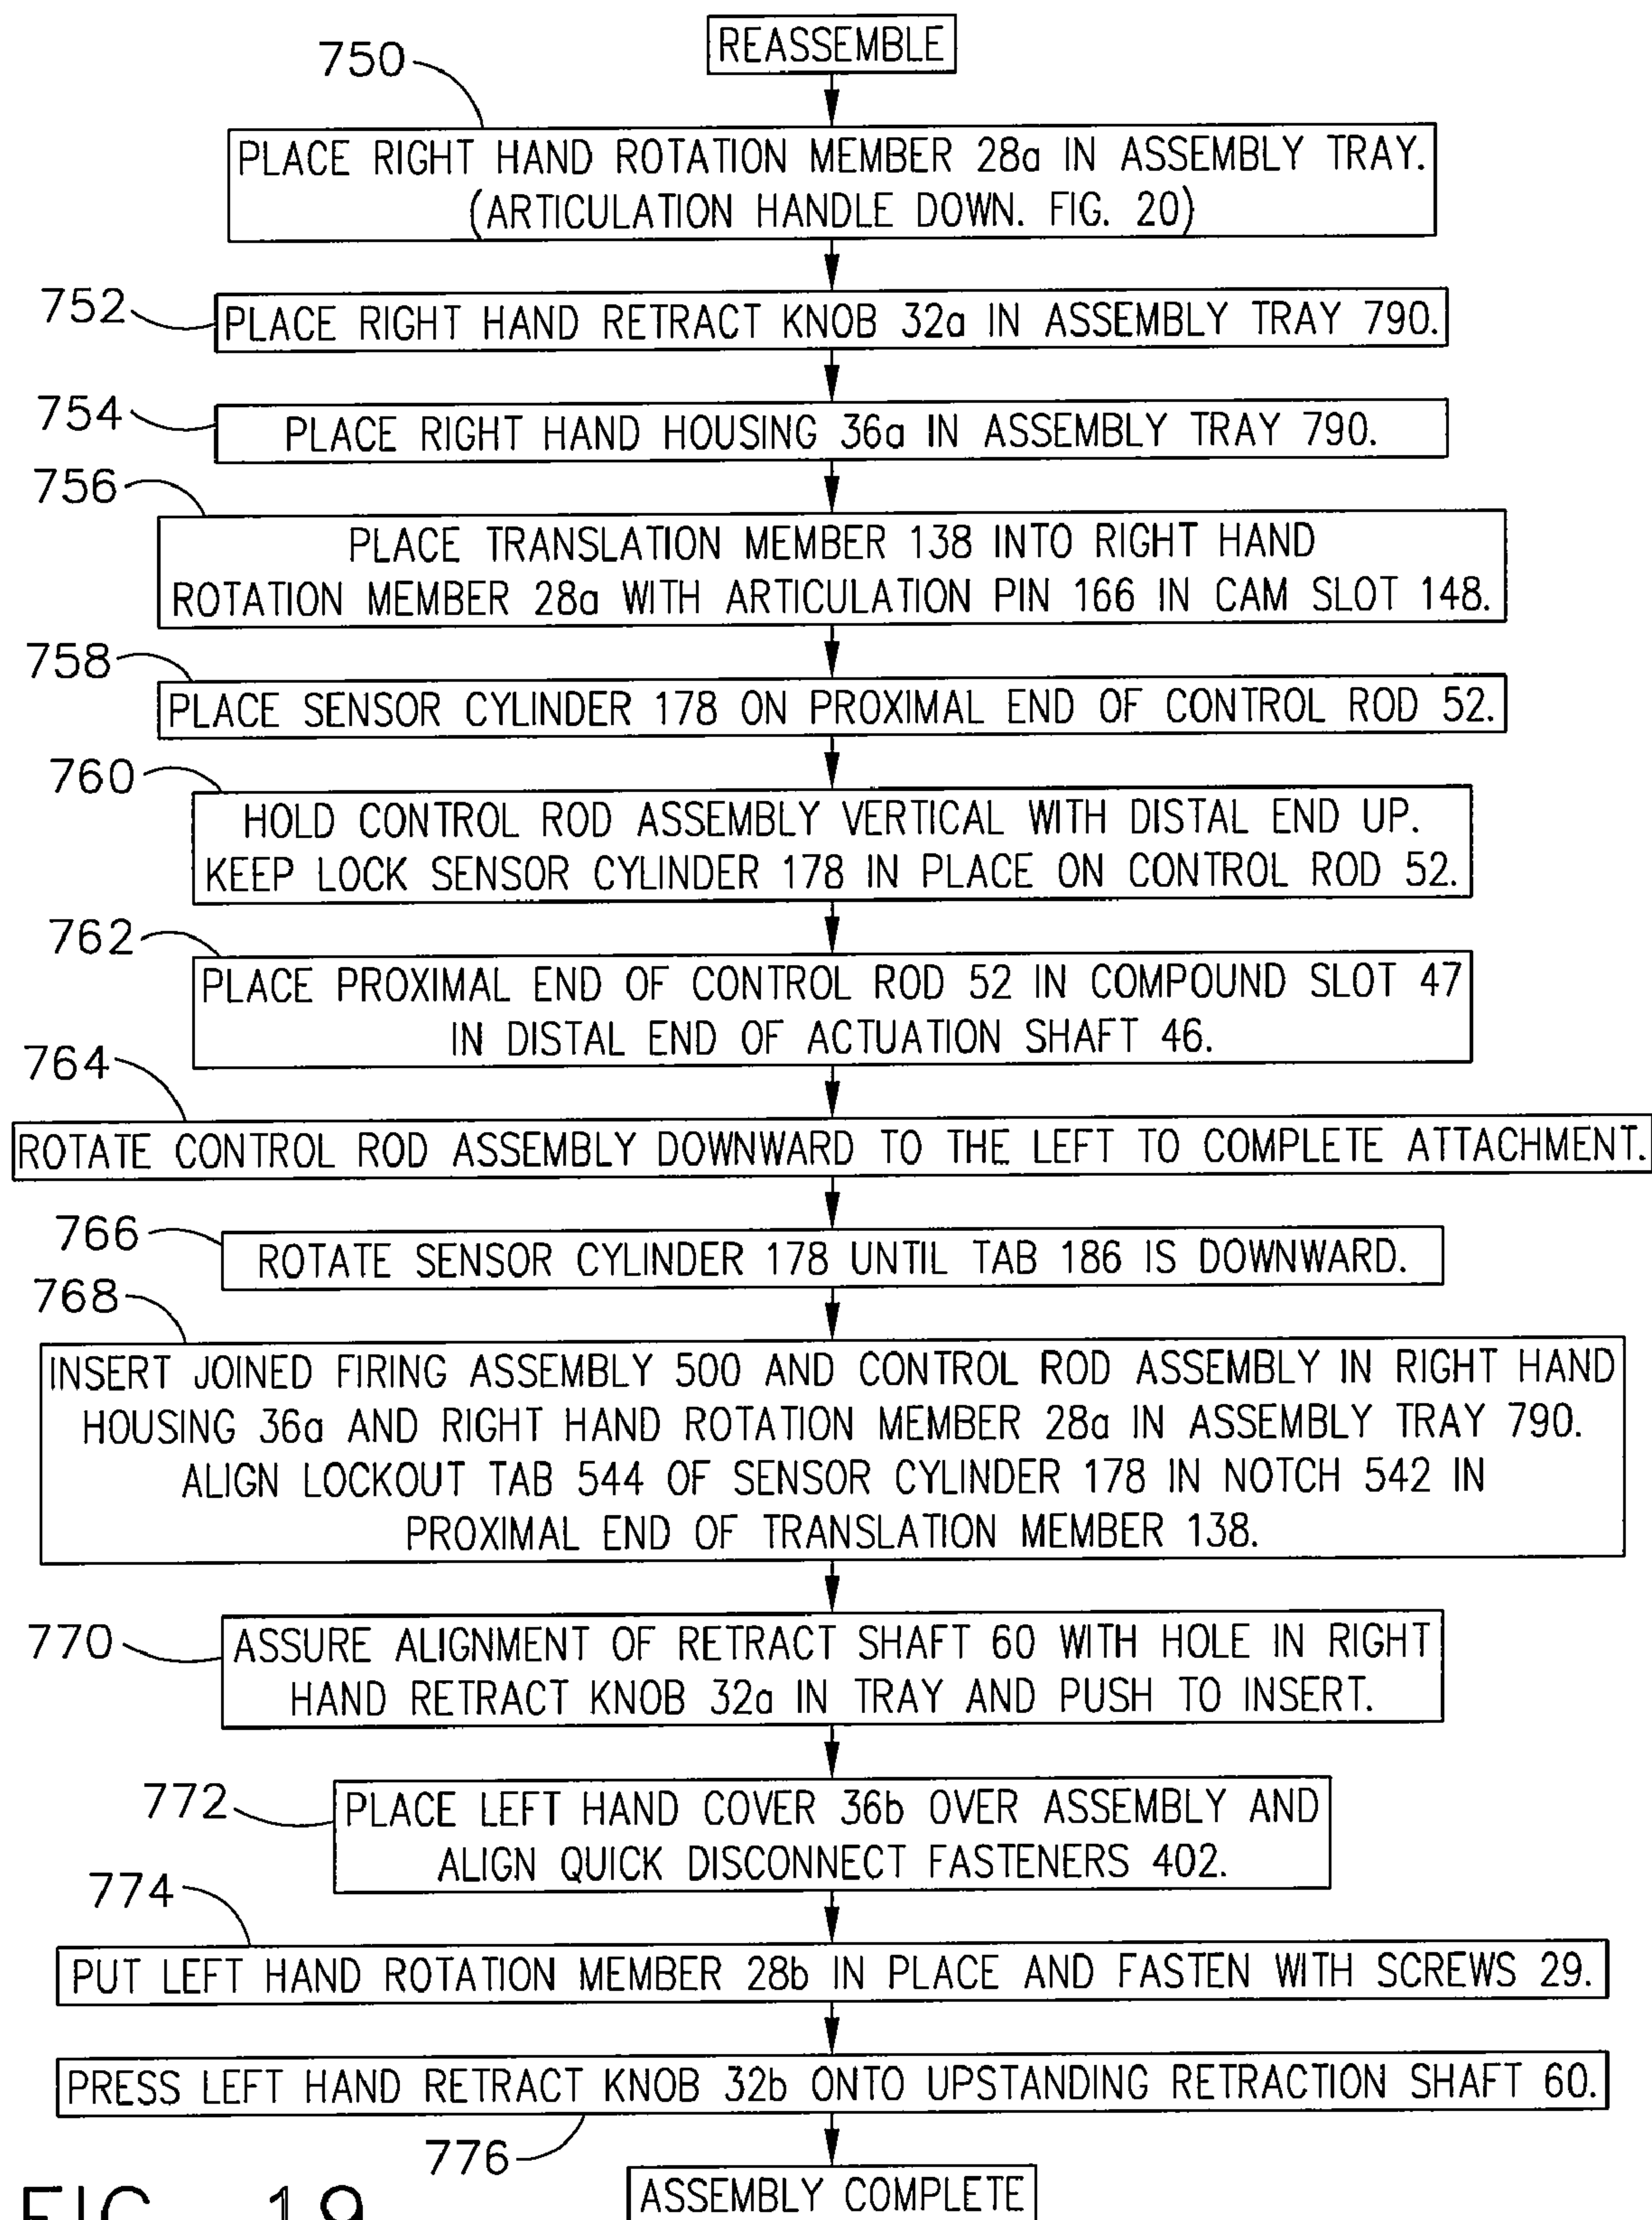 REASSEMBLE
750
PLACE RIGHT HAND ROTATION MEMBER 28a IN ASSEMBLY TRAY.
(ARTICULATION HANDLE DOWN. FIG. 20)
752
PLACE RIGHT HAND RETRACT KNOB 32a IN ASSEMBLY TRAY 790.
754
PLACE RIGHT HAND HOUSING 36a IN ASSEMBLY TRAY 790.
756
PLACE TRANSLATION MEMBER 138 INTO RIGHT HAND
ROTATION MEMBER 28a WITH ARTICULATION PIN 166 IN CAM SLOT 148.
758
PLACE SENSOR CYLINDER 178 ON PROXIMAL END OF CONTROL ROD 52.
760
HOLD CONTROL ROD ASSEMBLY VERTICAL WITH DISTAL END UP.
KEEP LOCK SENSOR CYLINDER 178 IN PLACE ON CONTROL ROD 52.
762
PLACE PROXIMAL END OF CONTROL ROD 52 IN COMPOUND SLOT 47
IN DISTAL END OF ACTUATION SHAFT 46.
764
ROTATE CONTROL ROD ASSEMBLY DOWNWARD TO THE LEFT TO COMPLETE ATTACHMENT.
766
ROTATE SENSOR CYLINDER 178 UNTIL TAB 186 IS DOWNWARD.
768
INSERT JOINED FIRING ASSEMBLY 500 AND CONTROL ROD ASSEMBLY IN RIGHT HAND
HOUSING 36a AND RIGHT HAND ROTATION MEMBER 28a IN ASSEMBLY TRAY 790.
ALIGN LOCKOUT TAB 544 OF SENSOR CYLINDER 178 IN NOTCH 542 IN
PROXIMAL END OF TRANSLATION MEMBER 138.
770
ASSURE ALIGNMENT OF RETRACT SHAFT 60 WITH HOLE IN RIGHT
HAND RETRACT KNOB 32a IN TRAY AND PUSH TO INSERT.
772
PLACE LEFT HAND COVER 36b OVER ASSEMBLY AND
ALIGN QUICK DISCONNECT FASTENERS 402.
774
PUT LEFT HAND ROTATION MEMBER 28b IN PLACE AND FASTEN WITH SCREWS 29.
PRESS LEFT HAND RETRACT KNOB 32b ONTO UPSTANDING RETRACTION SHAFT 60.
776
ASSEMBLY COMPLETE
FIG. 19